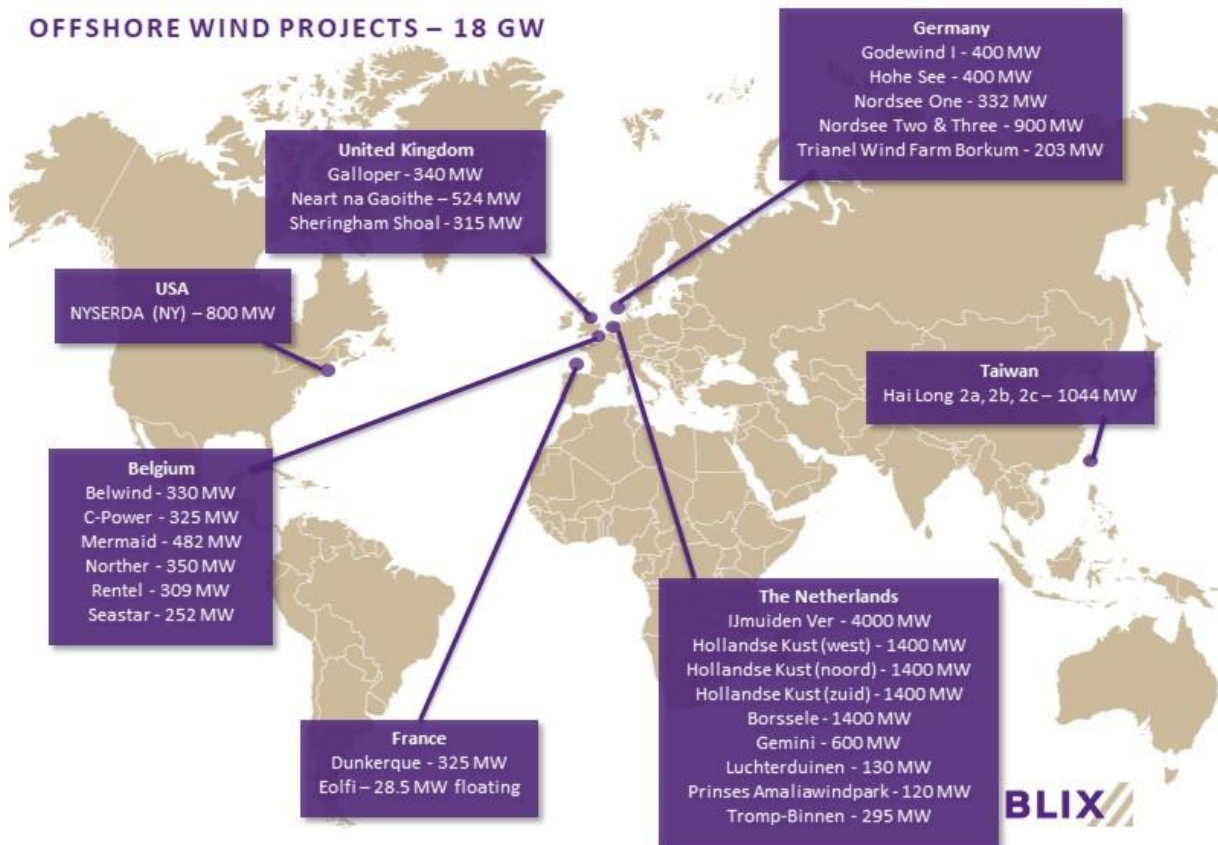 OFFSHORE WIND PROJECTS – 18 GW
Germany
Godewind I - 400 MW
Hohe See - 400 MW
Nordsee One - 332 MW
Nordsee Two & Three - 900 MW
Trianel Wind Farm Borkum - 203 MW
United Kingdom
Galloper - 340 MW
Neart na Gaoithe – 524 MW
Sheringham Shoal - 315 MW
USA
NYSERDA (NY) – 800 MW
Taiwan
Hai Long 2a, 2b, 2c – 1044 MW
Belgium
Belwind - 330 MW
C-Power - 325 MW
Mermaid - 482 MW
Norther - 350 MW
Rentel - 309 MW
Seastar - 252 MW
The Netherlands
IJmuiden Ver - 4000 MW
Hollandse Kust (west) - 1400 MW
Hollandse Kust (noord) - 1400 MW
Hollandse Kust (zuid) - 1400 MW
Borssele - 1400 MW
Gemini - 600 MW
Luchterduinen - 130 MW
Prinses Amaliawindpark - 120 MW
Tromp-Binnen - 295 MW
France
Dunkerque - 325 MW
Eolfi – 28.5 MW floating
BLIX